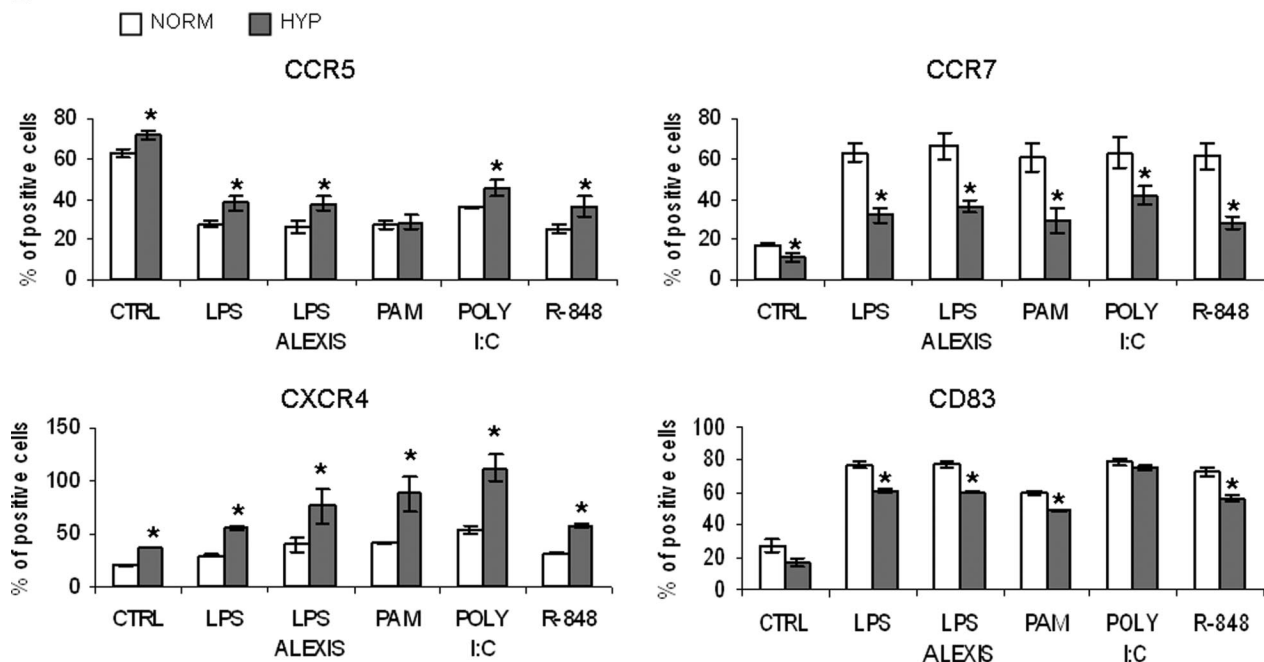 NORM HYP
CCR5
% of positive cells
80
60
40
20
0
*
*
*
*
*
CTRL LPS LPS PAM POLY R-848
ALEXIS I:C
CCR7
% of positive cells
80
60
40
20
0
*
*
*
*
*
*
CTRL LPS LPS PAM POLY R-848
ALEXIS I:C
CXCR4
% of positive cells
150
100
50
0
*
*
*
*
*
*
CTRL LPS LPS PAM POLY R-848
ALEXIS I:C
CD83
% of positive cells
100
80
60
40
20
0
*
*
*
*
CTRL LPS LPS PAM POLY R-848
ALEXIS I:C